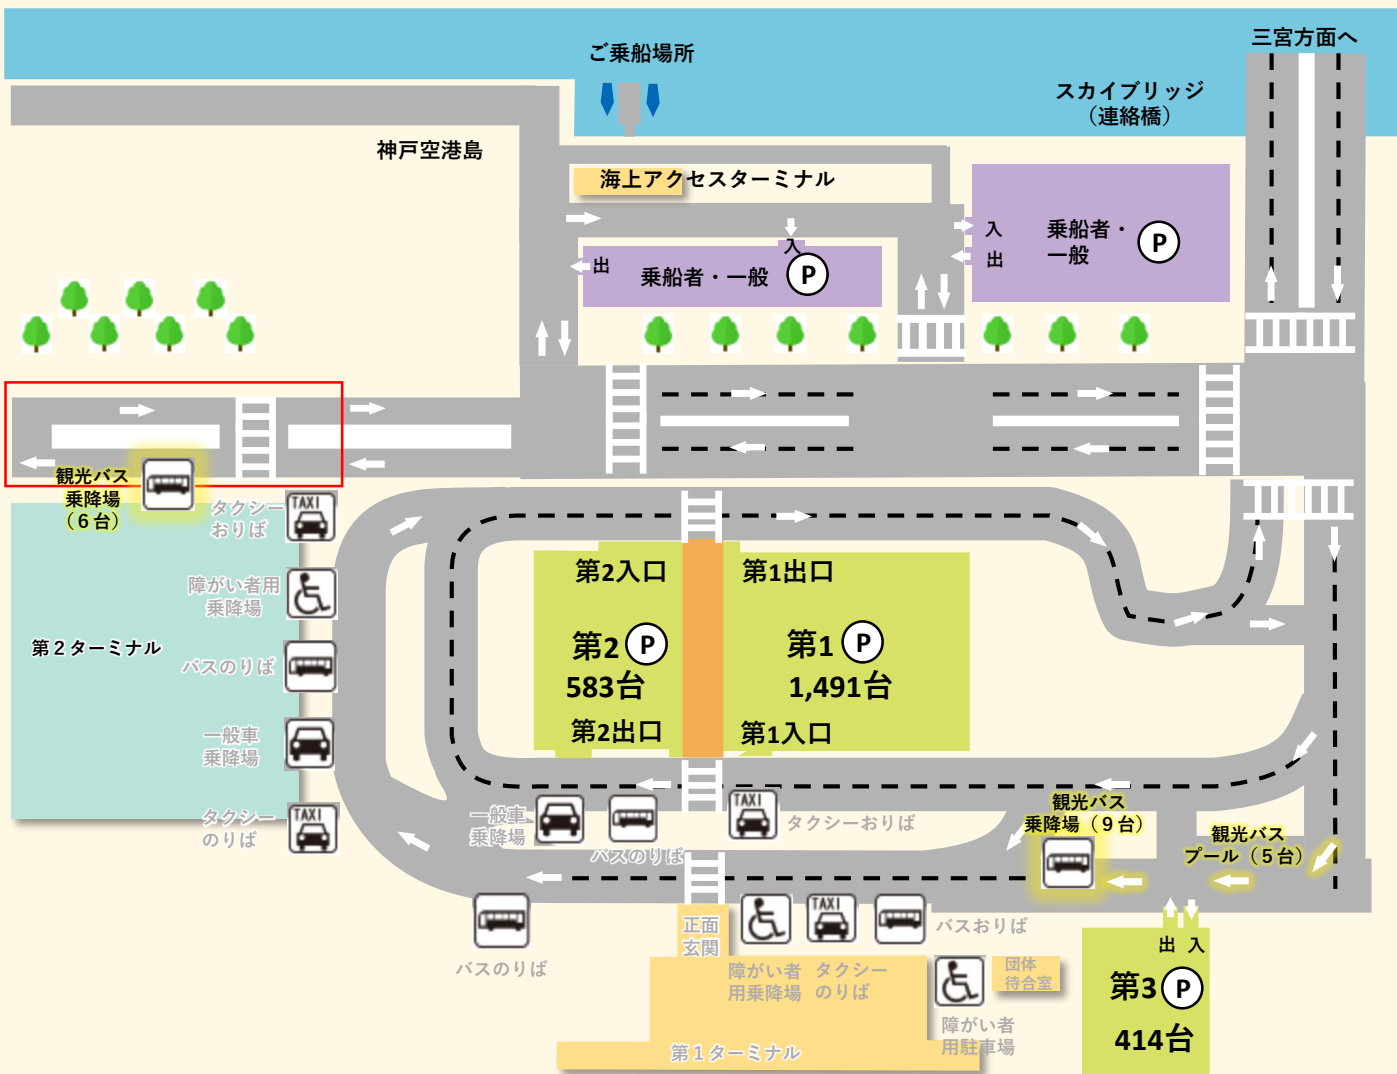 三宮方面へ
ご乗船場所
スカイブリッジ
（連絡橋）
神戸空港島
海上アクセスターミナル
入
出
乗船者・一般
P
入
出
乗船者・
一般
P
観光バス
乗降場
（６台）
TAXI
タクシー
おりば
障がい者用
乗降場
第２ターミナル
バスのりば
一般車
乗降場
TAXI
タクシー
のりば
第2入口
第1出口
第2 P
583台
第1 P
1,491台
第2出口
第1入口
一般車
乗降場
バスのりば
TAXI
タクシーおりば
観光バス
乗降場（９台）
観光バス
プール（５台）
バスのりば
正面
玄関
障がい者
用乗降場
TAXI
タクシー
のりば
バスおりば
団体
待合室
障がい者
用駐車場
第１ターミナル
出 入
第3 P
414台